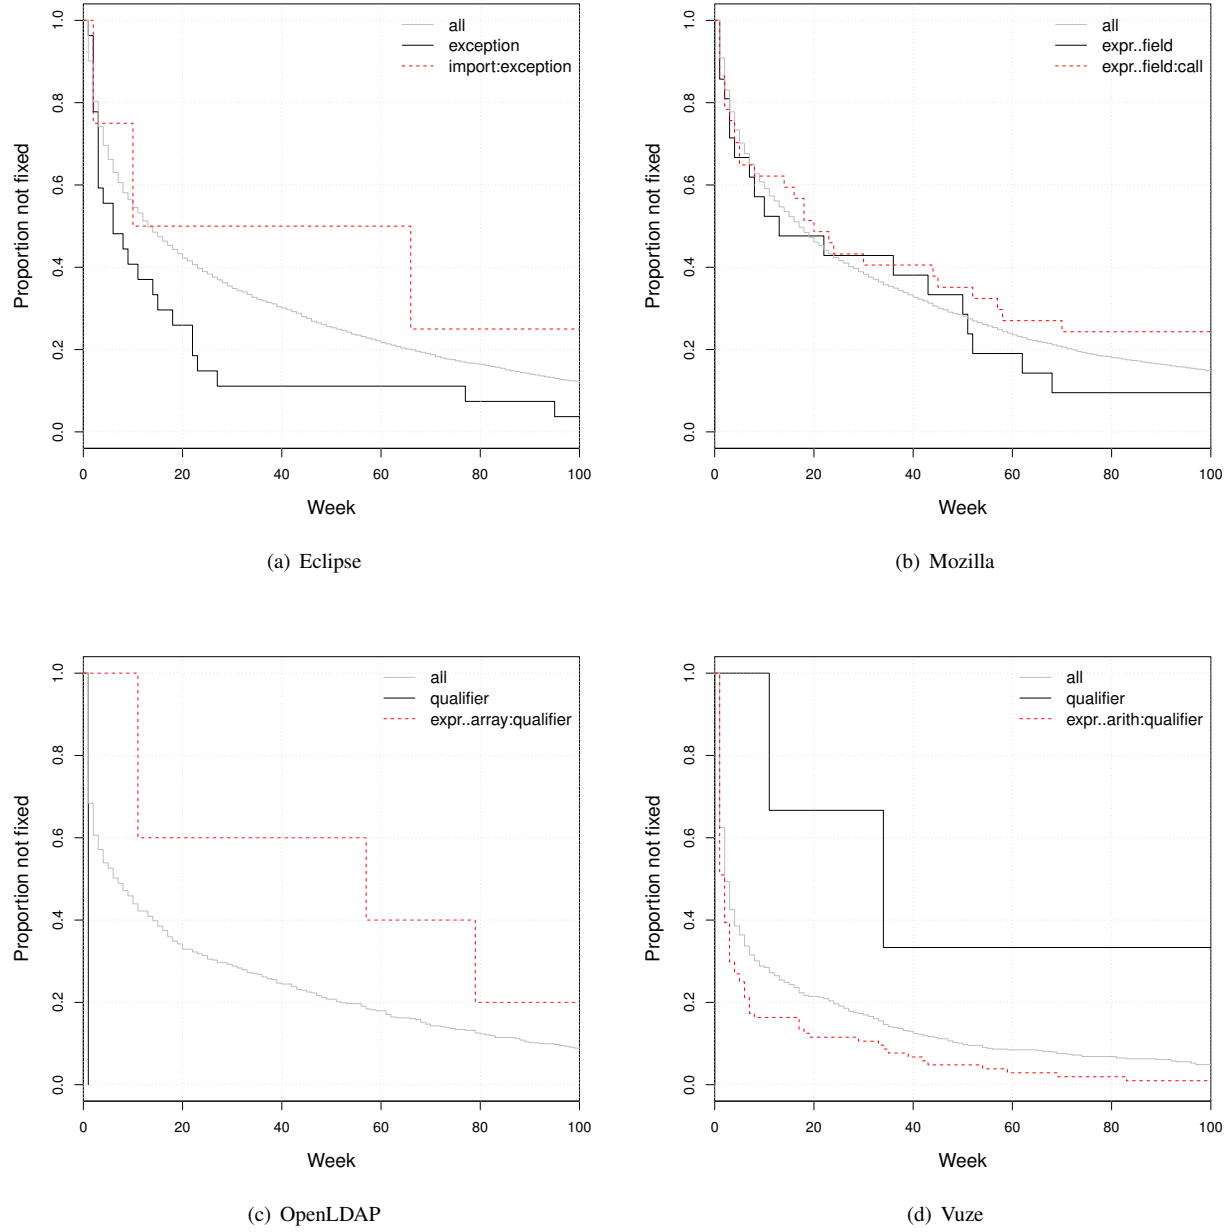 all
exception
import:exception
Proportion not fixed
1.0
0.8
0.6
0.4
0.2
0.0
0 20 40 60 80 100
Week
(a) Eclipse
all
expr..field
expr..field:call
Proportion not fixed
1.0
0.8
0.6
0.4
0.2
0.0
0 20 40 60 80 100
Week
(b) Mozilla
all
qualifier
expr..array:qualifier
Proportion not fixed
1.0
0.8
0.6
0.4
0.2
0.0
0 20 40 60 80 100
Week
(c) OpenLDAP
all
qualifier
expr..arith:qualifier
Proportion not fixed
1.0
0.8
0.6
0.4
0.2
0.0
0 20 40 60 80 100
Week
(d) Vuze